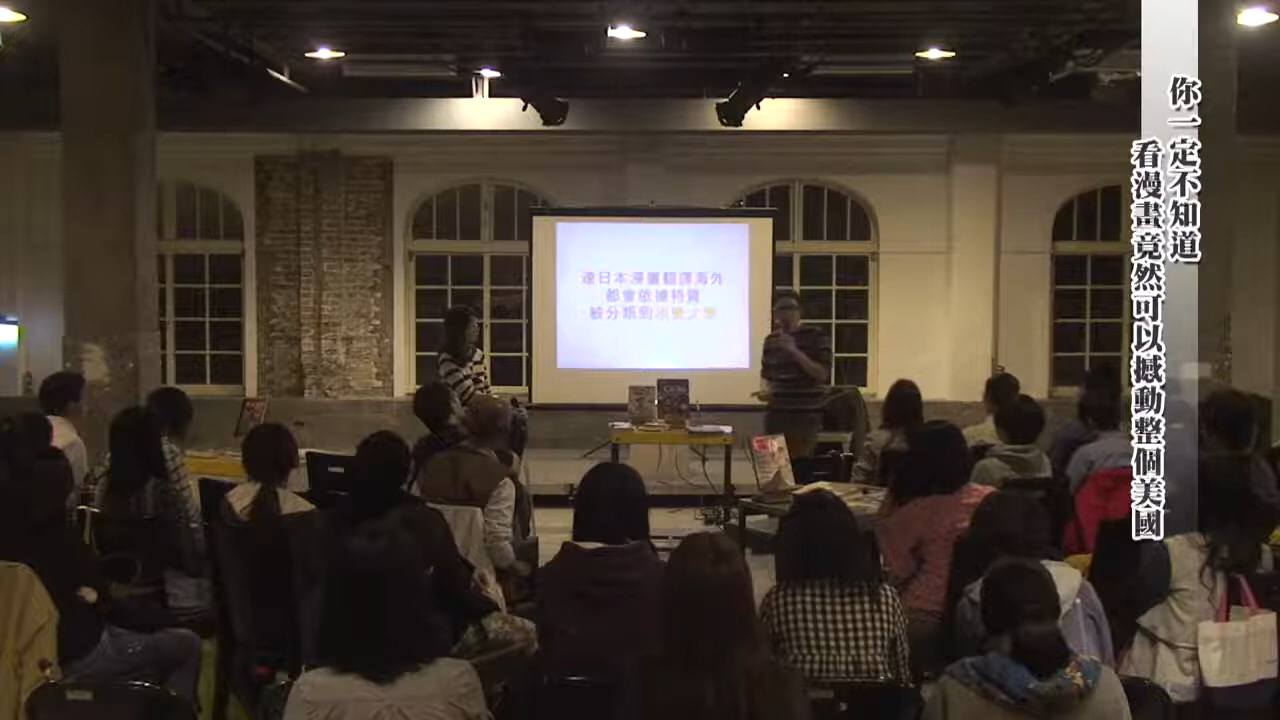 你一定不知道
看漫畫竟然可以撼動整個美國
連日本漫畫翻譯海外
都會依據特質
被分類到